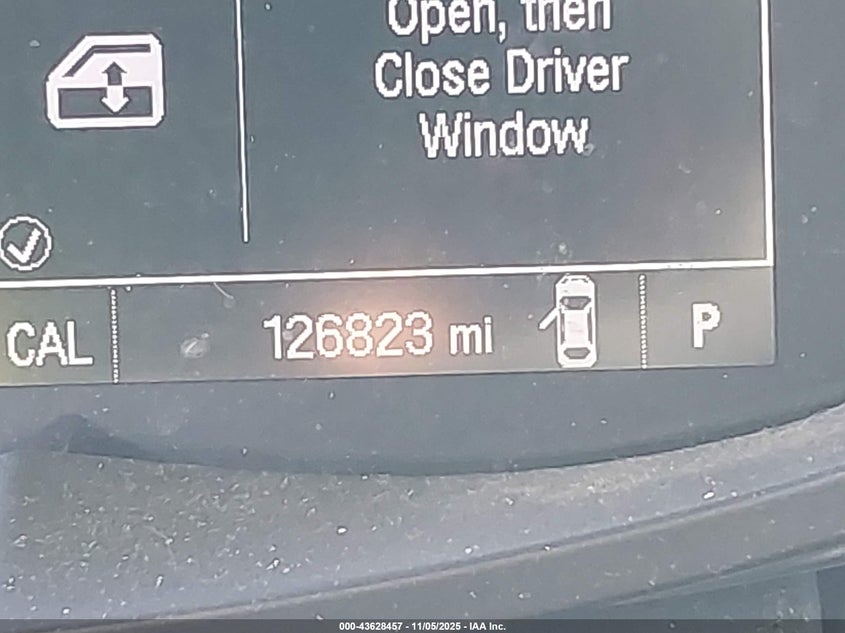 Open, then
Close Driver
Window
CAL
126823 mi
P
000-43628457 - 11/05/2025 - IAA Inc.